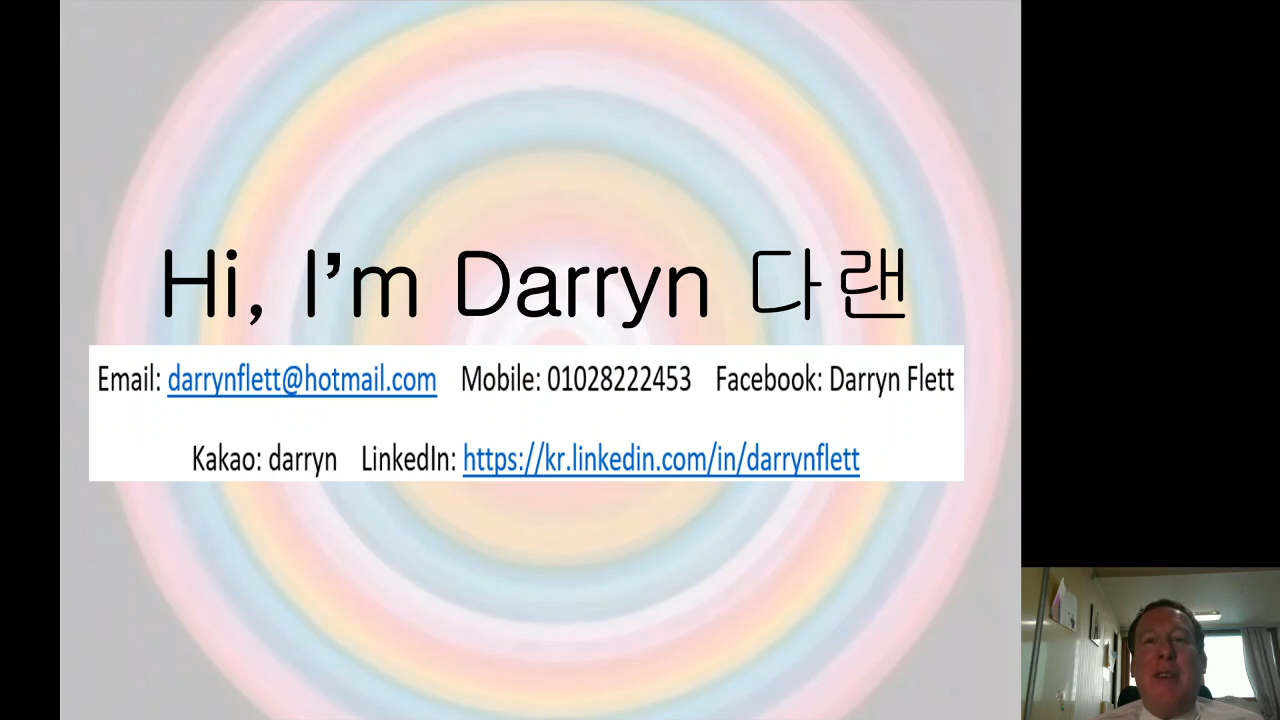 Hi, I'm Darryn 다랜
Email: darrynflett@hotmail.com Mobile: 01028222453 Facebook: Darryn Flett
Kakao: darryn LinkedIn: https://kr.linkedin.com/in/darrynflett